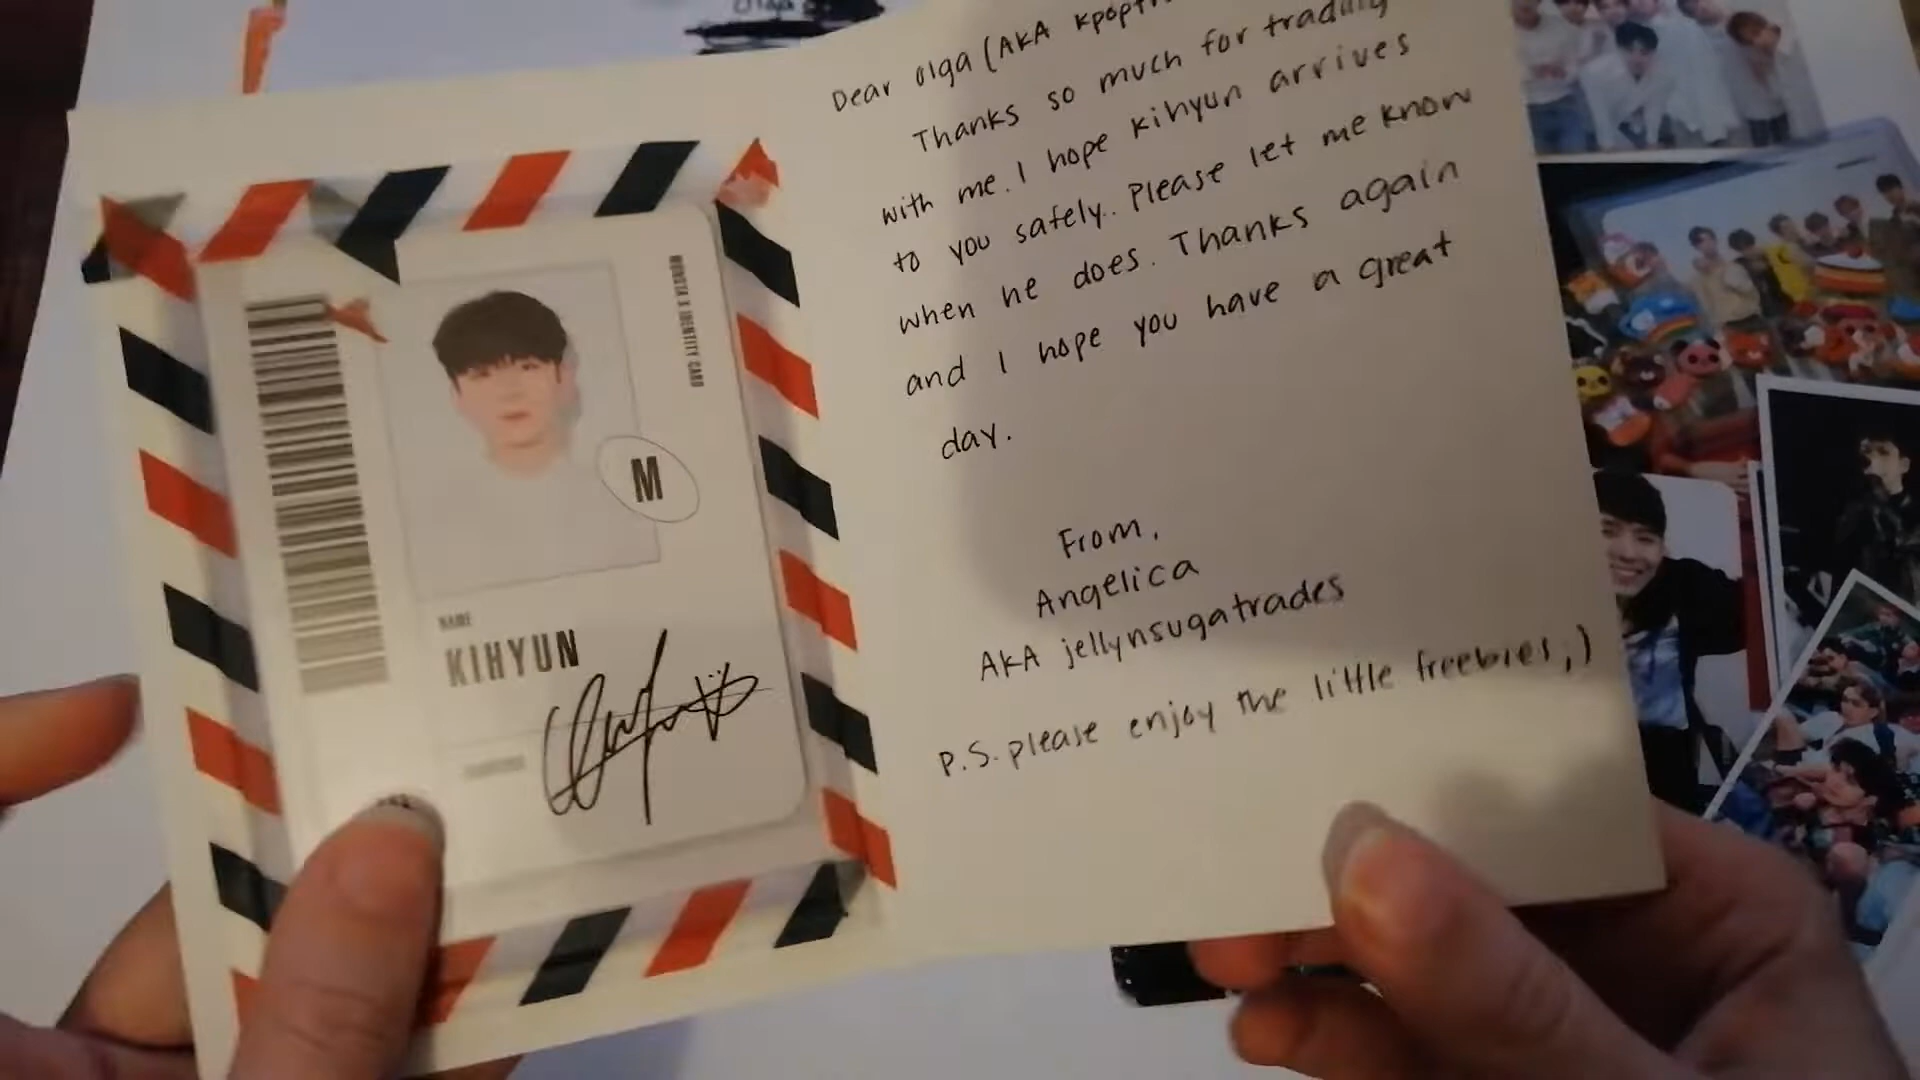 MONSTA X IDENTITY CARD
M
NAME
KIHYUN
Dear Olga (AKA
Thanks so much for trading
with me. I hope kihyun arrives
to you safely. Please let me know
when he does. Thanks again
and I hope you have a great
day.
From,
Angelica
AKA jellynsugatrades
P.S. please enjoy the little freebies ;)